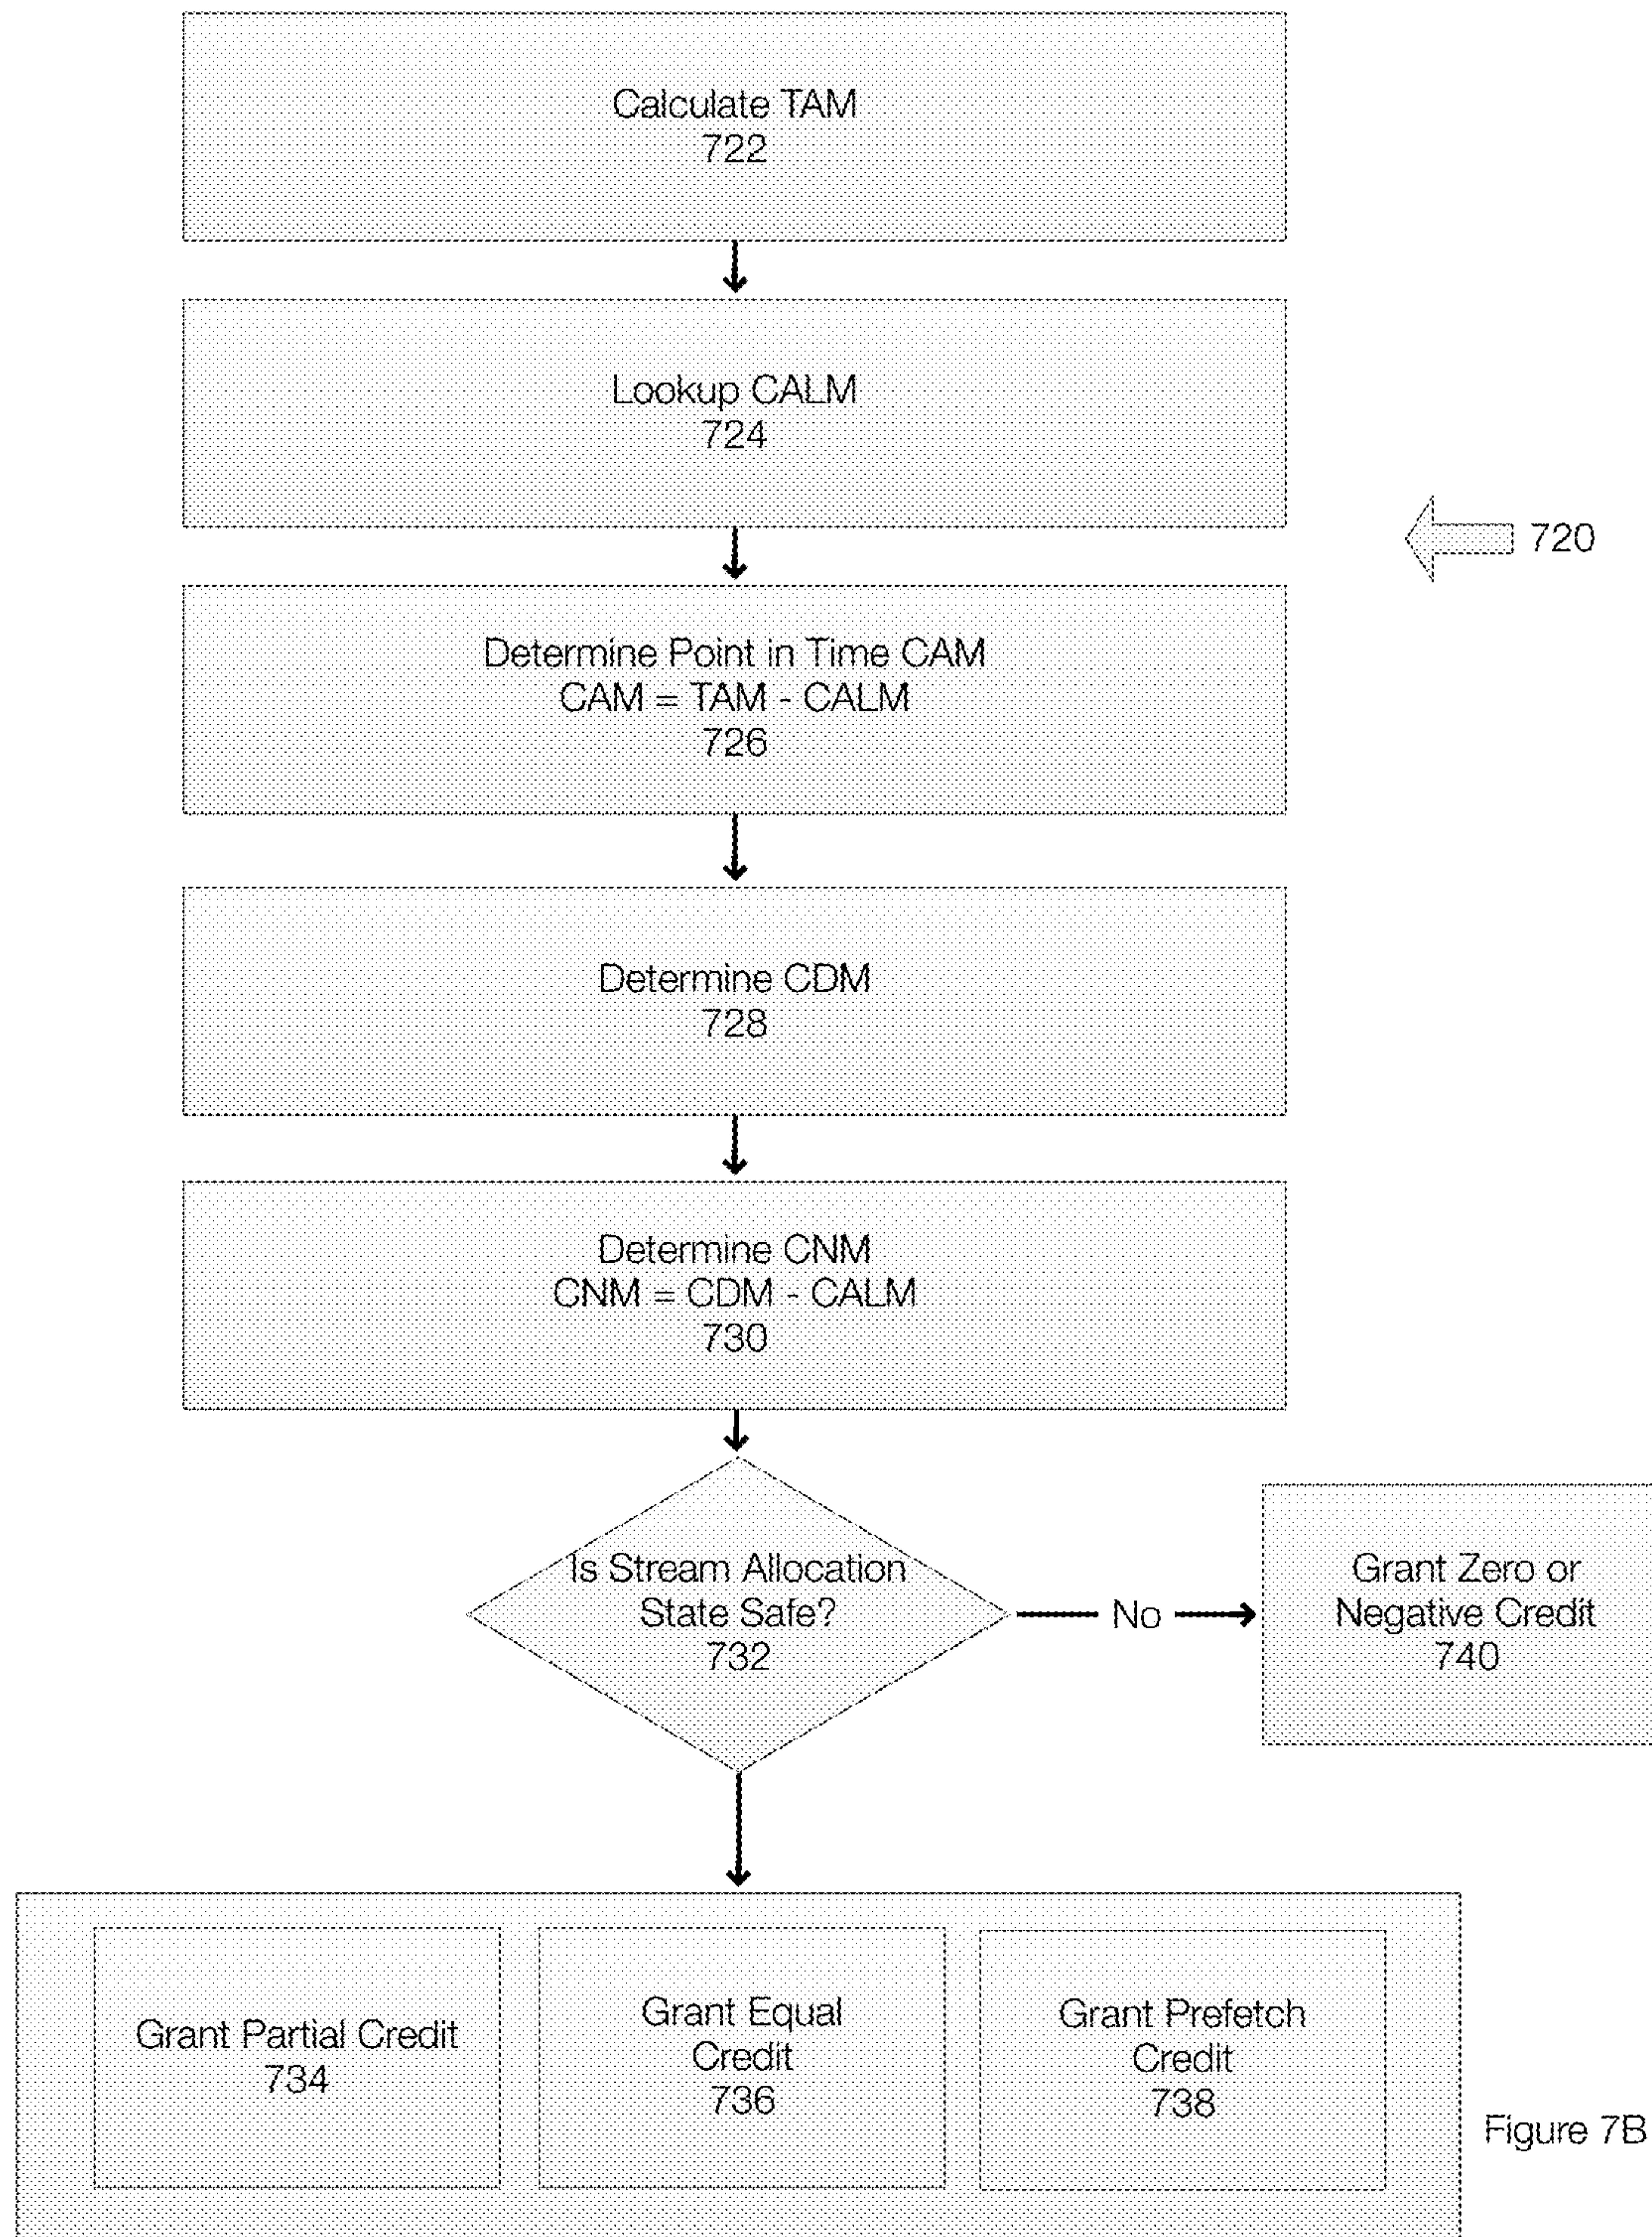 Calculate TAM
722
Lookup CALM
724
720
Determine Point in Time CAM
CAM = TAM - CALM
726
Determine CDM
728
Determine CNM
CNM = CDM - CALM
730
Is Stream Allocation
State Safe?
732
No
Grant Zero or
Negative Credit
740
Grant Partial Credit
734
Grant Equal
Credit
736
Grant Prefetch
Credit
738
Figure 7B